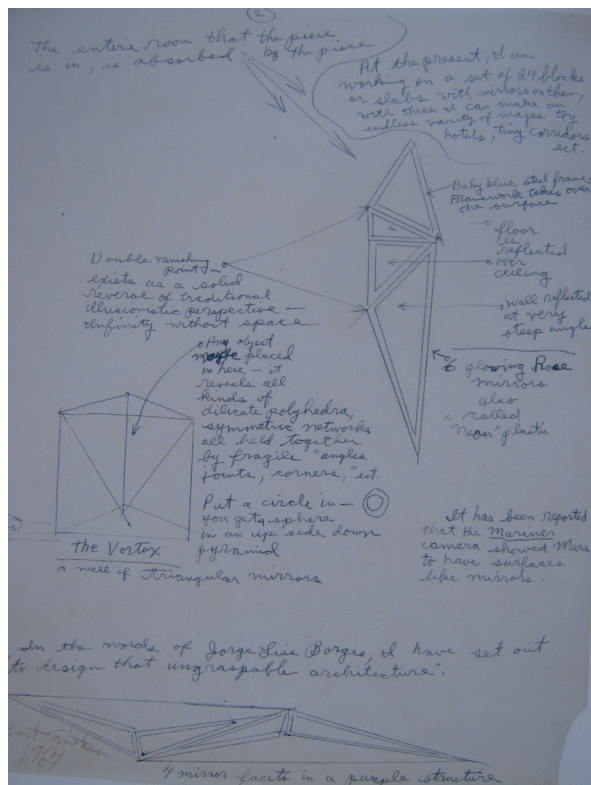 2
The entire room that the piece
is in, is absorbed by the piece
At the present, I am
working on a set of 24 blocks
or slabs with mirrors on them,
with these I can make an
endless varity of mazes toy
hotels, tiny corridors
ect.
Baby blue steel frame-
Framework takes over
the surface
floor
is
reflected
over
ceiling
wall reflected
at very
steep angle
6 glowing Rose
mirrors
also
called
"Neon" plastic
Double vanishing
point —
exists as a solid
reverse of traditional
illusionistic perspective —
infinity without space
Any object
placed
in here — it
reveals all
kinds of
delicate polyhedra,
symmetric networks
all held together
by fragile "angles
joints, corners," ect.
Put a circle in —
you get a sphere
in an up side down
pyramid
The Vortex
a well of triangular mirrors
It has been reported
that the Mariner
camera showed Mars
to have surfaces
like mirrors.
In the words of Jorge Luis Borges, I have set out
"to design that ungraspable architecture".
4 mirror facets in a purple structure